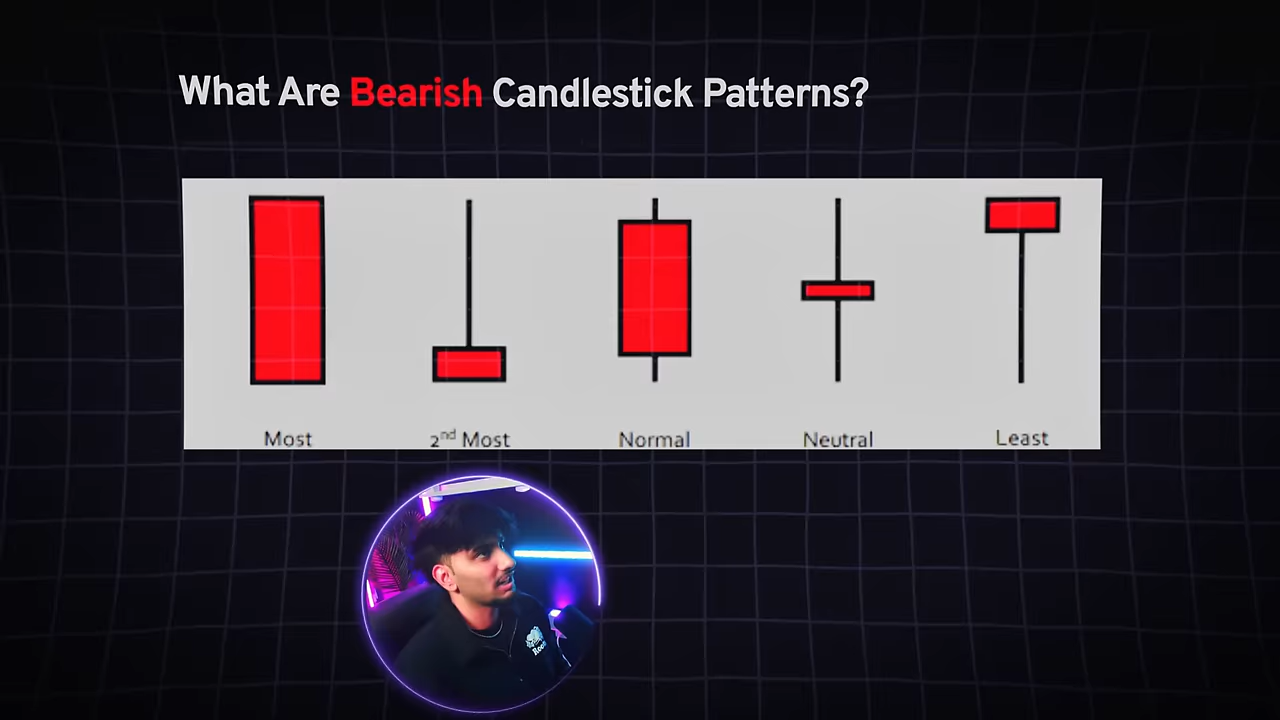 What Are Bearish Candlestick Patterns?
Most
2nd Most
Normal
Neutral
Least